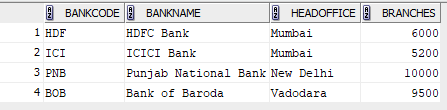 BANKCODE BANKNAME HEADOFFICE BRANCHES
1 HDF HDFC Bank Mumbai 6000
2 ICI ICICI Bank Mumbai 5200
3 PNB Punjab National Bank New Delhi 10000
4 BOB Bank of Baroda Vadodara 9500